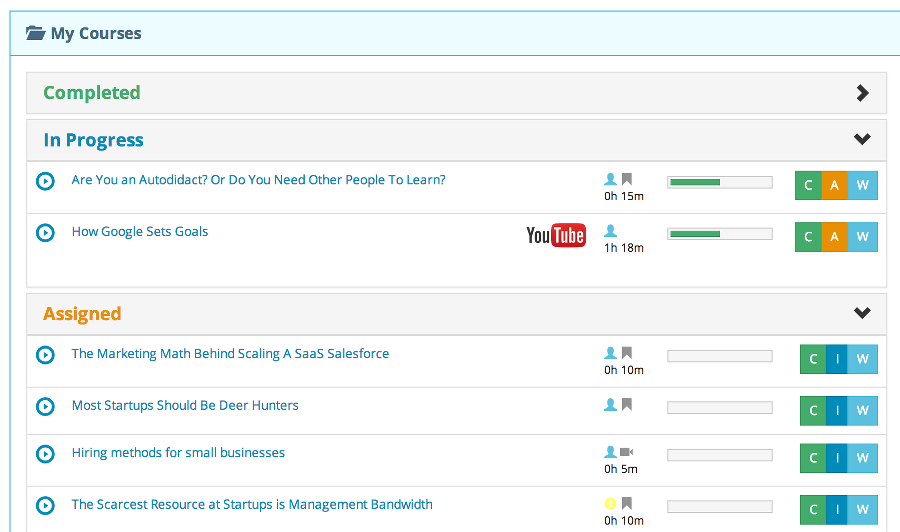 My Courses
Completed
In Progress
Are You an Autodidact? Or Do You Need Other People To Learn?
0h 15m
C A W
How Google Sets Goals
YouTube
1h 18m
C A W
Assigned
The Marketing Math Behind Scaling A SaaS Salesforce
0h 10m
C I W
Most Startups Should Be Deer Hunters
C I W
Hiring methods for small businesses
0h 5m
C I W
The Scarcest Resource at Startups is Management Bandwidth
0h 10m
C I W